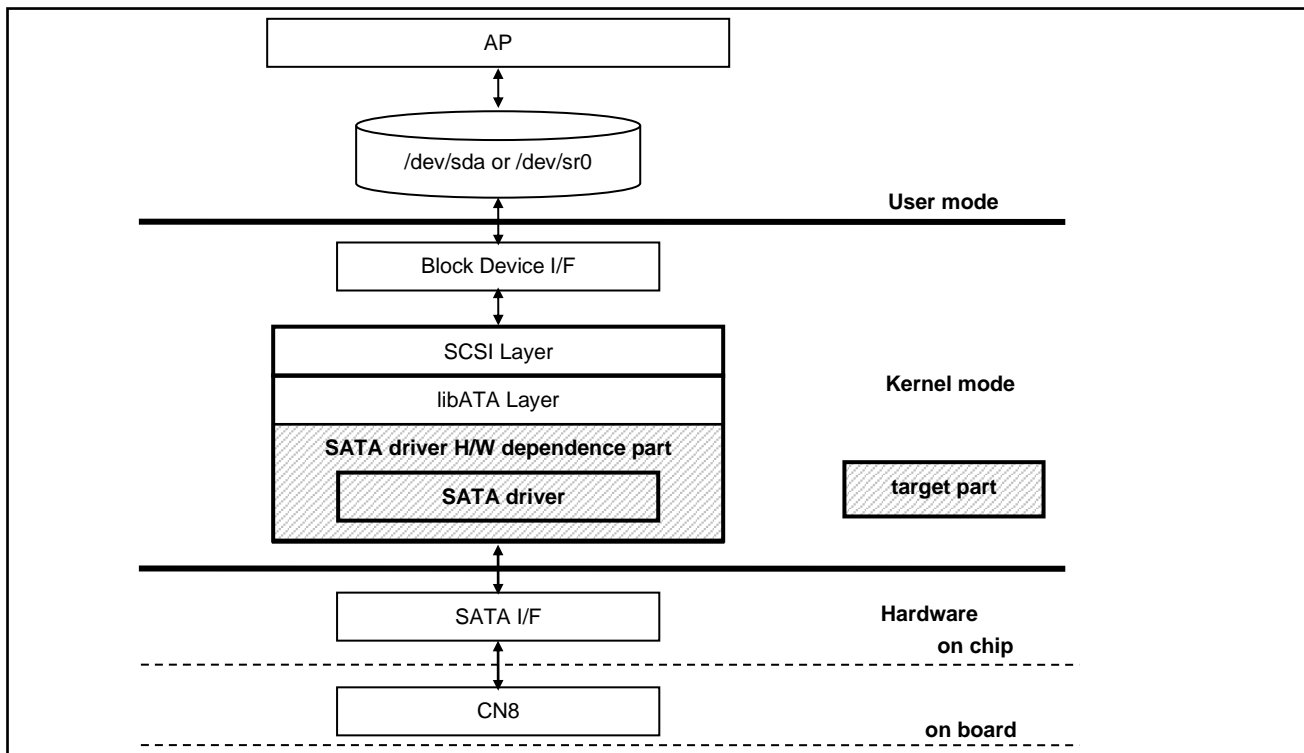 AP
/dev/sda or /dev/sr0
User mode
Block Device I/F
SCSI Layer
Kernel mode
libATA Layer
SATA driver H/W dependence part
SATA driver
target part
SATA I/F
Hardware
on chip
CN8
on board